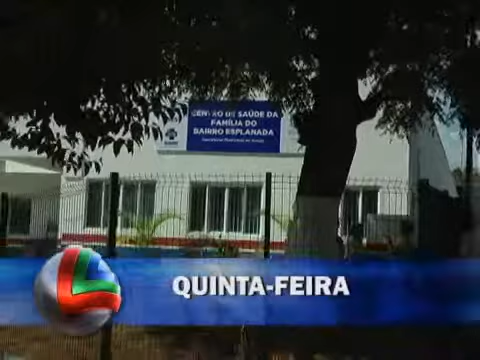 CENTRO DE SAÚDE DA
FAMÍLIA DO
BAIRRO ESPLANADA
QUINTA-FEIRA